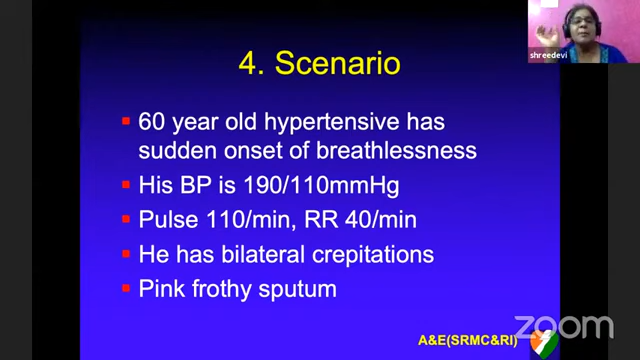 shreedevi
4. Scenario
60 year old hypertensive has
sudden onset of breathlessness
His BP is 190/110mmHg
Pulse 110/min, RR 40/min
He has bilateral crepitations
Pink frothy sputum
zoom
A&E(SRMC&RI)